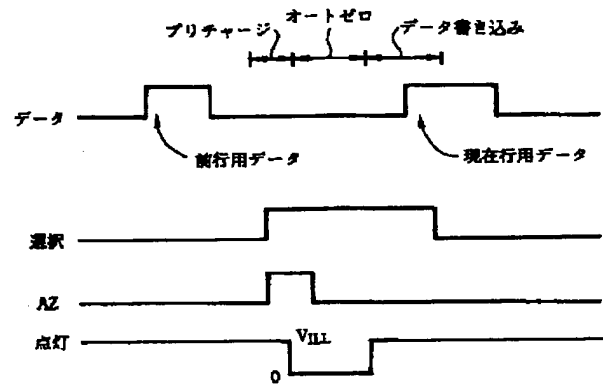 プリチャージ
オートゼロ
データ書き込み
データ
前行用データ
現在行用データ
選択
AZ
点灯
VILL
0